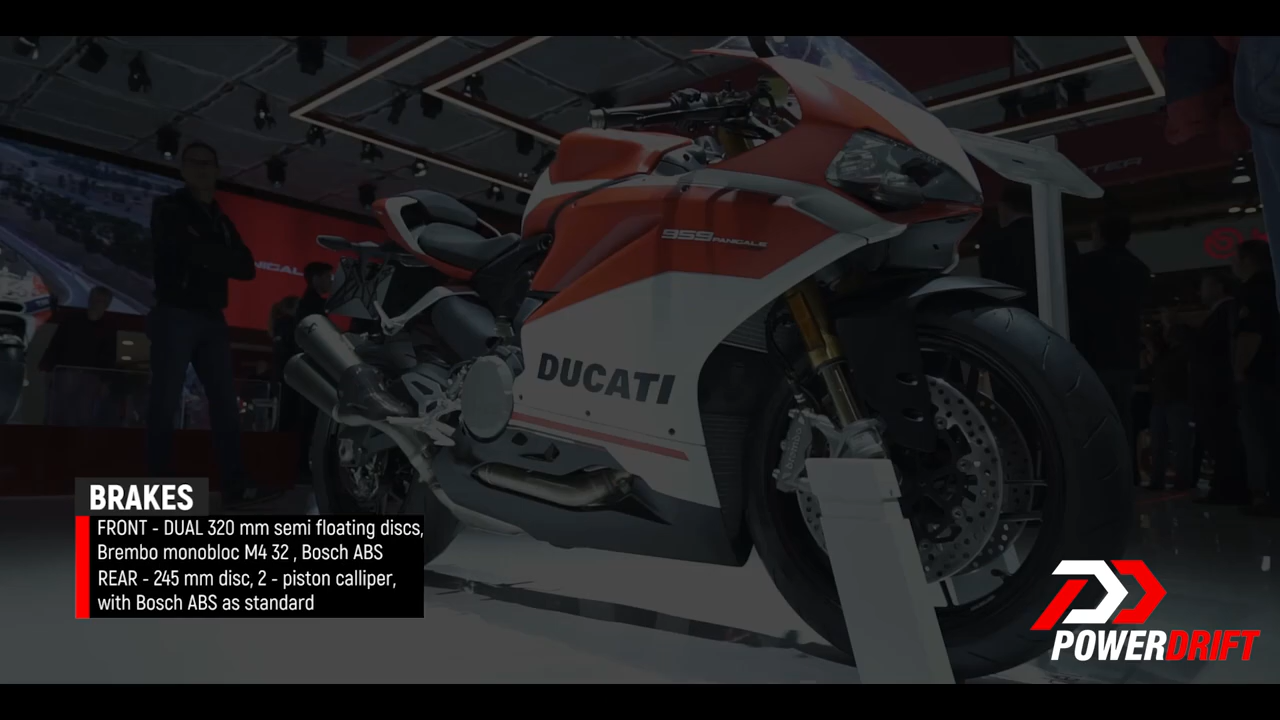 959 PANIGALE
DUCATI
BRAKES
FRONT - DUAL 320 mm semi floating discs,
Brembo monobloc M4 32 , Bosch ABS
REAR - 245 mm disc, 2 - piston calliper,
with Bosch ABS as standard
POWERDRIFT